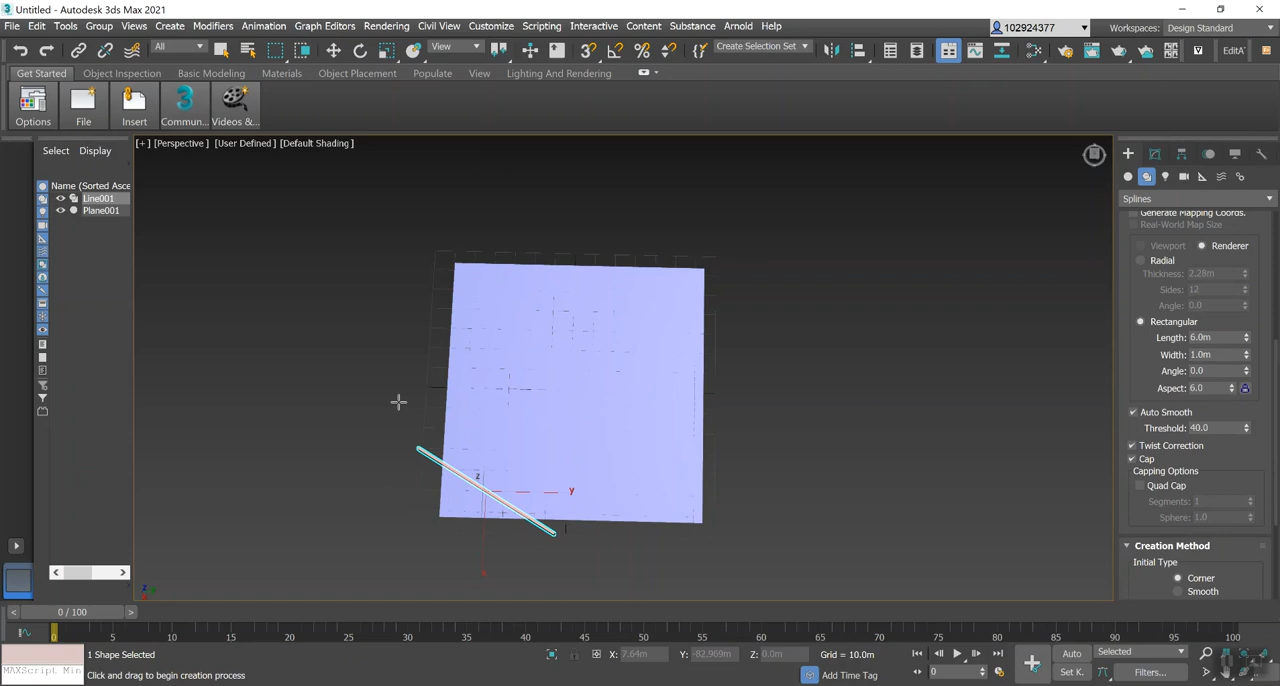 Untitled - Autodesk 3ds Max 2021
File Edit Tools Group Views Create Modifiers Animation Graph Editors Rendering Civil View Customize Scripting Interactive Content Substance Arnold Help
102924377
Workspaces: Design Standard
All
View
Create Selection Set
EditA
Get Started Object Inspection Basic Modeling Materials Object Placement Populate View Lighting And Rendering
Options File Insert Commun... Videos &...
Select Display
[+] [Perspective] [User Defined] [Default Shading]
Name (Sorted Asce
Line001
Plane001
Splines
Generate Mapping Coords.
Real-World Map Size
Viewport Renderer
Radial
Thickness: 2.28m
Sides: 12
Angle: 0.0
Rectangular
Length: 6.0m
Width: 1.0m
Angle: 0.0
Aspect: 6.0
Auto Smooth
Threshold: 40.0
Twist Correction
Cap
Capping Options
Quad Cap
Segments: 1
Sphere: 1.0
Creation Method
Initial Type
Corner
Smooth
z
y
x
0 / 100
0 5 10 15 20 25 30 35 40 45 50 55 60 65 70 75 80 85 90 95 100
1 Shape Selected
X: 7.64m Y: -82.969m Z: 0.0m Grid = 10.0m
Auto Selected
MAXScript Min
Click and drag to begin creation process
Add Time Tag
0
Set K. Filters...